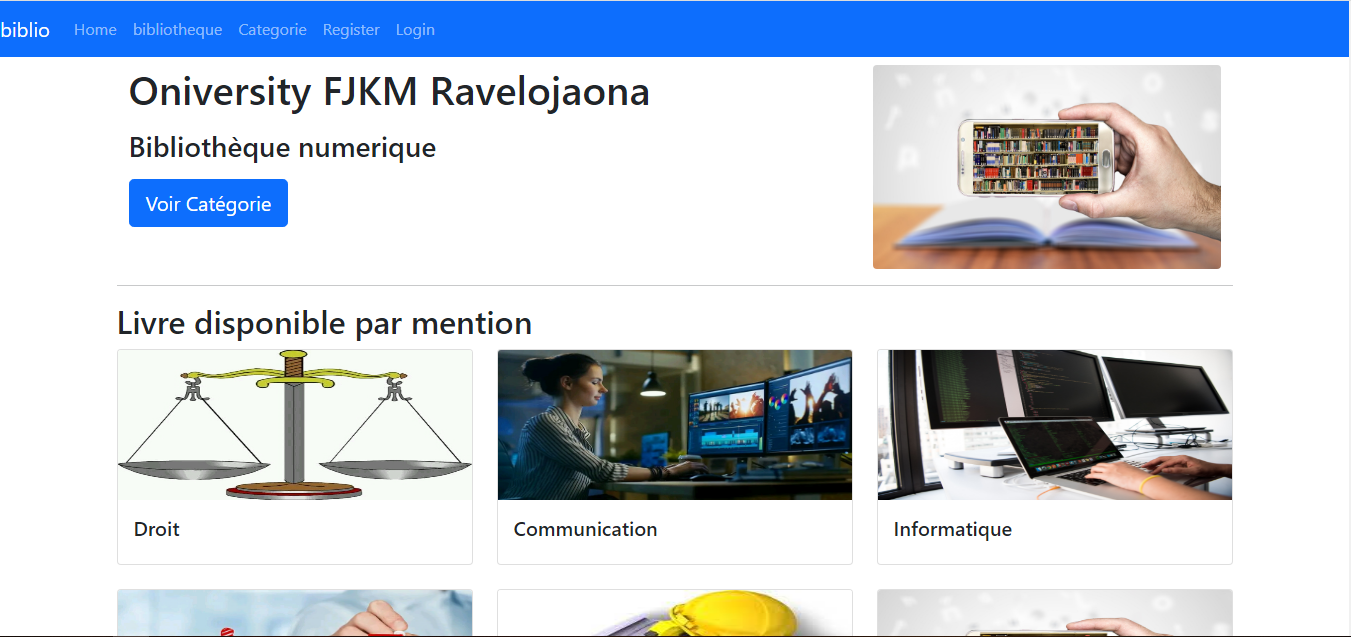 biblio Home bibliotheque Categorie Register Login
Oniversity FJKM Ravelojaona
Bibliothèque numerique
Voir Catégorie
Livre disponible par mention
Droit Communication Informatique